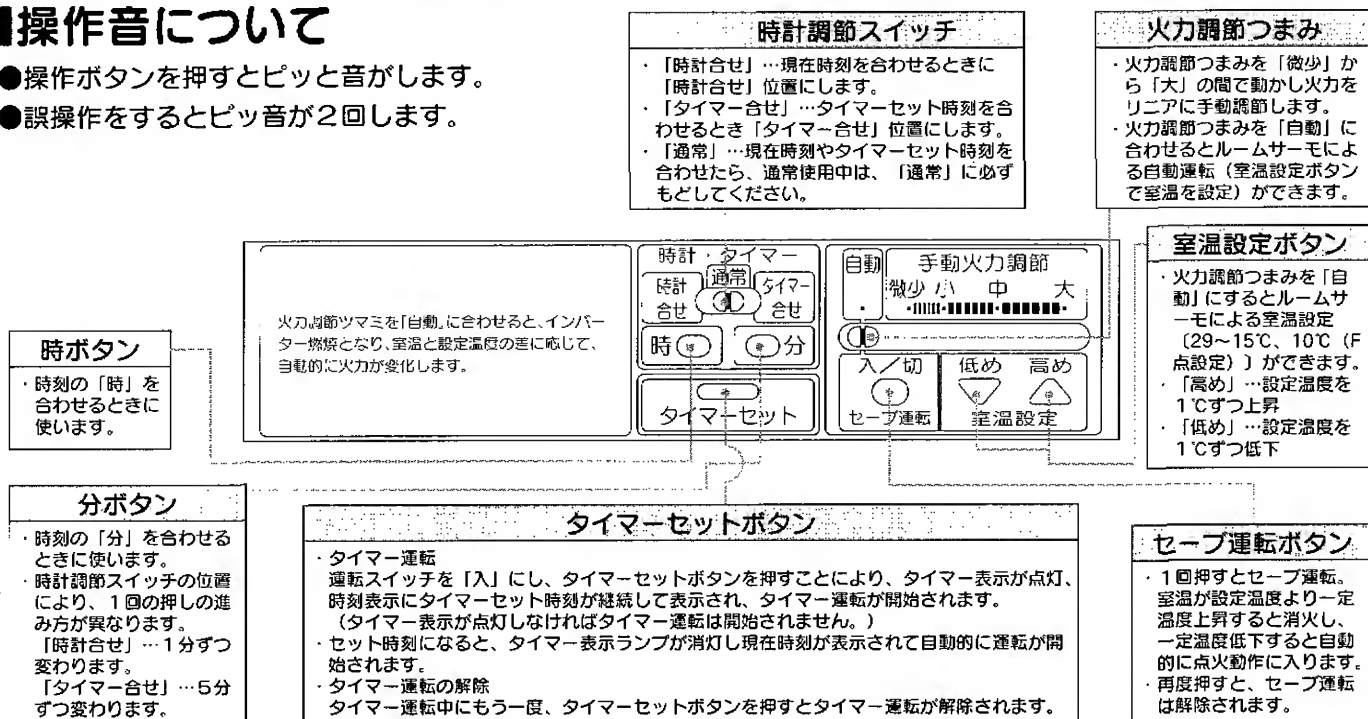 ■操作音について
●操作ボタンを押すとピッと音がします。
●誤操作をするとピッ音が2回します。
時計調節スイッチ
・「時計合せ」…現在時刻を合わせるときに
「時計合せ」位置にします。
・「タイマー合せ」…タイマーセット時刻を合
わせるとき「タイマー合せ」位置にします。
・「通常」…現在時刻やタイマーセット時刻を
合わせたら、通常使用中は、「通常」に必ず
もどしてください。
火力調節つまみ
・火力調節つまみを「微少」か
ら「大」の間で動かし火力を
リニアに手動調節します。
・火力調節つまみを「自動」に
合わせるとルームサーモによ
る自動運転（室温設定ボタン
で室温を設定）ができます。
火力調節ツマミを「自動」に合わせると、インバー
ター燃焼となり、室温と設定温度の差に応じて、
自動的に火力が変化します。
時計・タイマー
時計
合せ
通常
タイマー
合せ
時
分
タイマーセット
自動
手動火力調節
微少 小 中 大
入／切
セーブ運転
低め 高め
室温設定
室温設定ボタン
・火力調節つまみを「自
動」にするとルームサ
ーモによる室温設定
〔29～15℃、10℃（F
点設定）〕ができます。
・「高め」…設定温度を
1℃ずつ上昇
・「低め」…設定温度を
1℃ずつ低下
時ボタン
・時刻の「時」を
合わせるときに
使います。
分ボタン
・時刻の「分」を合わせる
ときに使います。
・時計調節スイッチの位置
により、1回の押しの進
み方が異なります。
「時計合せ」…1分ずつ
変わります。
「タイマー合せ」…5分
ずつ変わります。
タイマーセットボタン
・タイマー運転
運転スイッチを「入」にし、タイマーセットボタンを押すことにより、タイマー表示が点灯、
時刻表示にタイマーセット時刻が継続して表示され、タイマー運転が開始されます。
（タイマー表示が点灯しなければタイマー運転は開始されません。）
・セット時刻になると、タイマー表示ランプが消灯し現在時刻が表示されて自動的に運転が開
始されます。
・タイマー運転の解除
タイマー運転中にもう一度、タイマーセットボタンを押すとタイマー運転が解除されます。
セーブ運転ボタン
・1回押すとセーブ運転。
室温が設定温度より一定
温度上昇すると消火し、
一定温度低下すると自動
的に点火動作に入ります。
・再度押すと、セーブ運転
は解除されます。